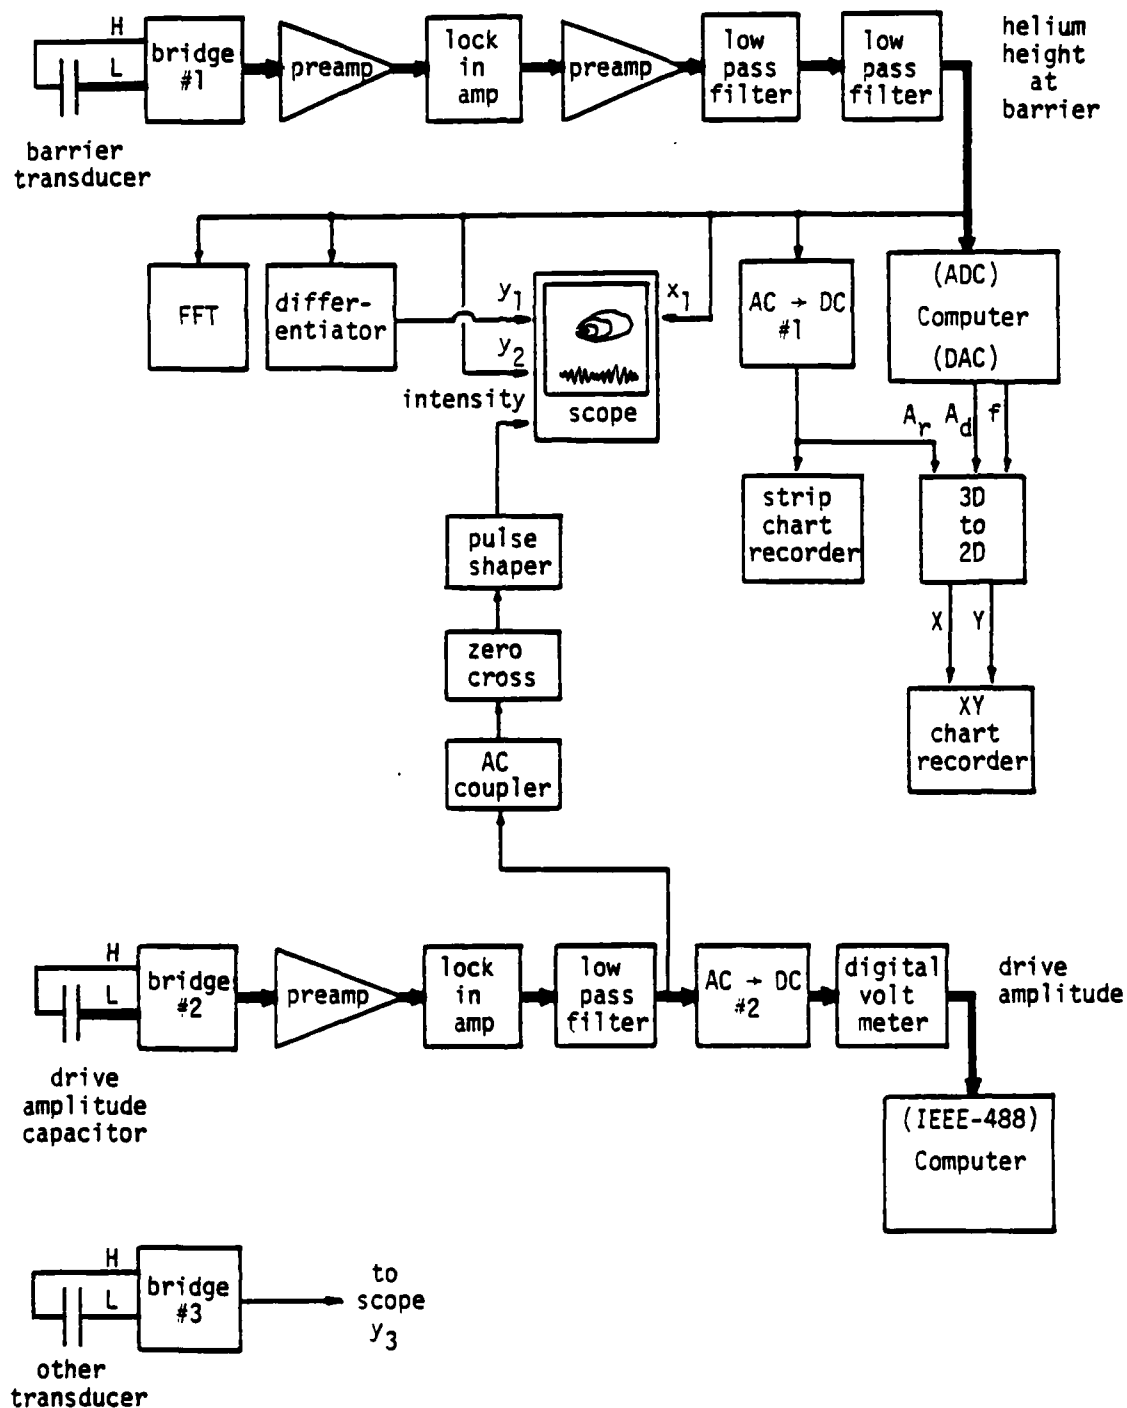 H
L
bridge
#1
preamp
lock
in
amp
preamp
low
pass
filter
low
pass
filter
helium
height
at
barrier
barrier
transducer
FFT
differ-
entiator
y1
y2
intensity
x1
scope
AC → DC
#1
(ADC)
Computer
(DAC)
Ar
Ad
f
strip
chart
recorder
3D
to
2D
X
Y
XY
chart
recorder
pulse
shaper
zero
cross
AC
coupler
H
L
bridge
#2
preamp
lock
in
amp
low
pass
filter
AC → DC
#2
digital
volt
meter
drive
amplitude
drive
amplitude
capacitor
(IEEE-488)
Computer
H
L
bridge
#3
to
scope
y3
other
transducer